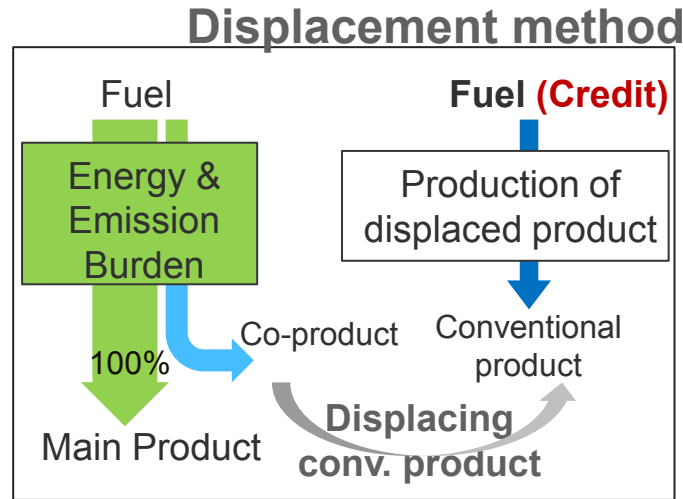 Displacement method
Fuel
Energy &
Emission
Burden
100%
Main Product
Co-product
Fuel (Credit)
Production of
displaced product
Conventional
product
Displacing
conv. product